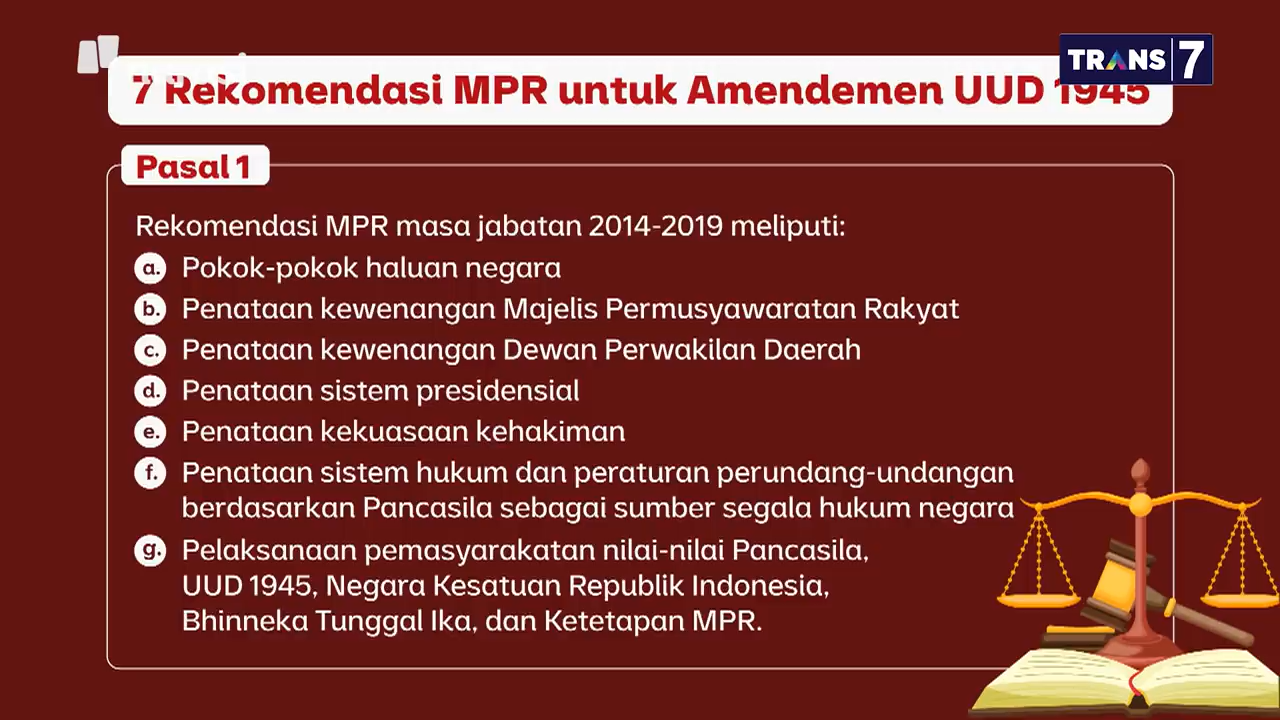 TRANS 7
7 Rekomendasi MPR untuk Amendemen UUD 1945
Pasal 1
Rekomendasi MPR masa jabatan 2014-2019 meliputi:
a. Pokok-pokok haluan negara
b. Penataan kewenangan Majelis Permusyawaratan Rakyat
c. Penataan kewenangan Dewan Perwakilan Daerah
d. Penataan sistem presidensial
e. Penataan kekuasaan kehakiman
f. Penataan sistem hukum dan peraturan perundang-undangan
berdasarkan Pancasila sebagai sumber segala hukum negara
g. Pelaksanaan pemasyarakatan nilai-nilai Pancasila,
UUD 1945, Negara Kesatuan Republik Indonesia,
Bhinneka Tunggal Ika, dan Ketetapan MPR.